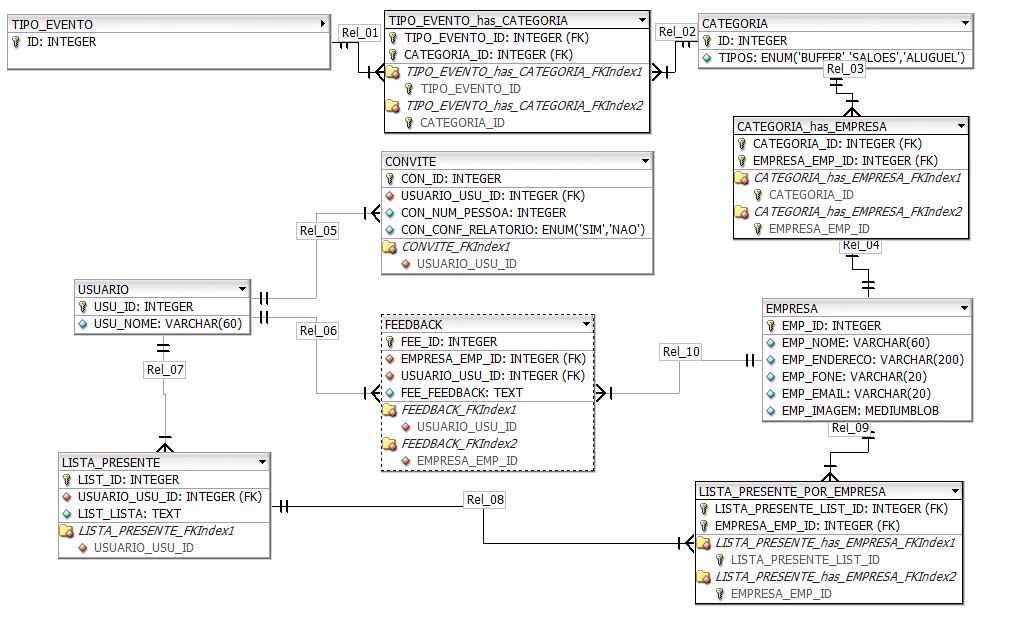 TIPO_EVENTO
ID: INTEGER
Rel_01
TIPO_EVENTO_has_CATEGORIA
TIPO_EVENTO_ID: INTEGER (FK)
CATEGORIA_ID: INTEGER (FK)
TIPO_EVENTO_has_CATEGORIA_FKIndex1
TIPO_EVENTO_ID
TIPO_EVENTO_has_CATEGORIA_FKIndex2
CATEGORIA_ID
Rel_02
CATEGORIA
ID: INTEGER
TIPOS: ENUM('BUFFER','SALOES','ALUGUEL')
Rel_03
CATEGORIA_has_EMPRESA
CATEGORIA_ID: INTEGER (FK)
EMPRESA_EMP_ID: INTEGER (FK)
CATEGORIA_has_EMPRESA_FKIndex1
CATEGORIA_ID
CATEGORIA_has_EMPRESA_FKIndex2
EMPRESA_EMP_ID
Rel_04
CONVITE
CON_ID: INTEGER
USUARIO_USU_ID: INTEGER (FK)
CON_NUM_PESSOA: INTEGER
CON_CONF_RELATORIO: ENUM('SIM','NAO')
CONVITE_FKIndex1
USUARIO_USU_ID
Rel_05
USUARIO
USU_ID: INTEGER
USU_NOME: VARCHAR(60)
Rel_06
Rel_07
FEEDBACK
FEE_ID: INTEGER
EMPRESA_EMP_ID: INTEGER (FK)
USUARIO_USU_ID: INTEGER (FK)
FEE_FEEDBACK: TEXT
FEEDBACK_FKIndex1
USUARIO_USU_ID
FEEDBACK_FKIndex2
EMPRESA_EMP_ID
Rel_10
EMPRESA
EMP_ID: INTEGER
EMP_NOME: VARCHAR(60)
EMP_ENDERECO: VARCHAR(200)
EMP_FONE: VARCHAR(20)
EMP_EMAIL: VARCHAR(20)
EMP_IMAGEM: MEDIUMBLOB
Rel_09
LISTA_PRESENTE
LIST_ID: INTEGER
USUARIO_USU_ID: INTEGER (FK)
LIST_LISTA: TEXT
LISTA_PRESENTE_FKIndex1
USUARIO_USU_ID
Rel_08
LISTA_PRESENTE_POR_EMPRESA
LISTA_PRESENTE_LIST_ID: INTEGER (FK)
EMPRESA_EMP_ID: INTEGER (FK)
LISTA_PRESENTE_has_EMPRESA_FKIndex1
LISTA_PRESENTE_LIST_ID
LISTA_PRESENTE_has_EMPRESA_FKIndex2
EMPRESA_EMP_ID